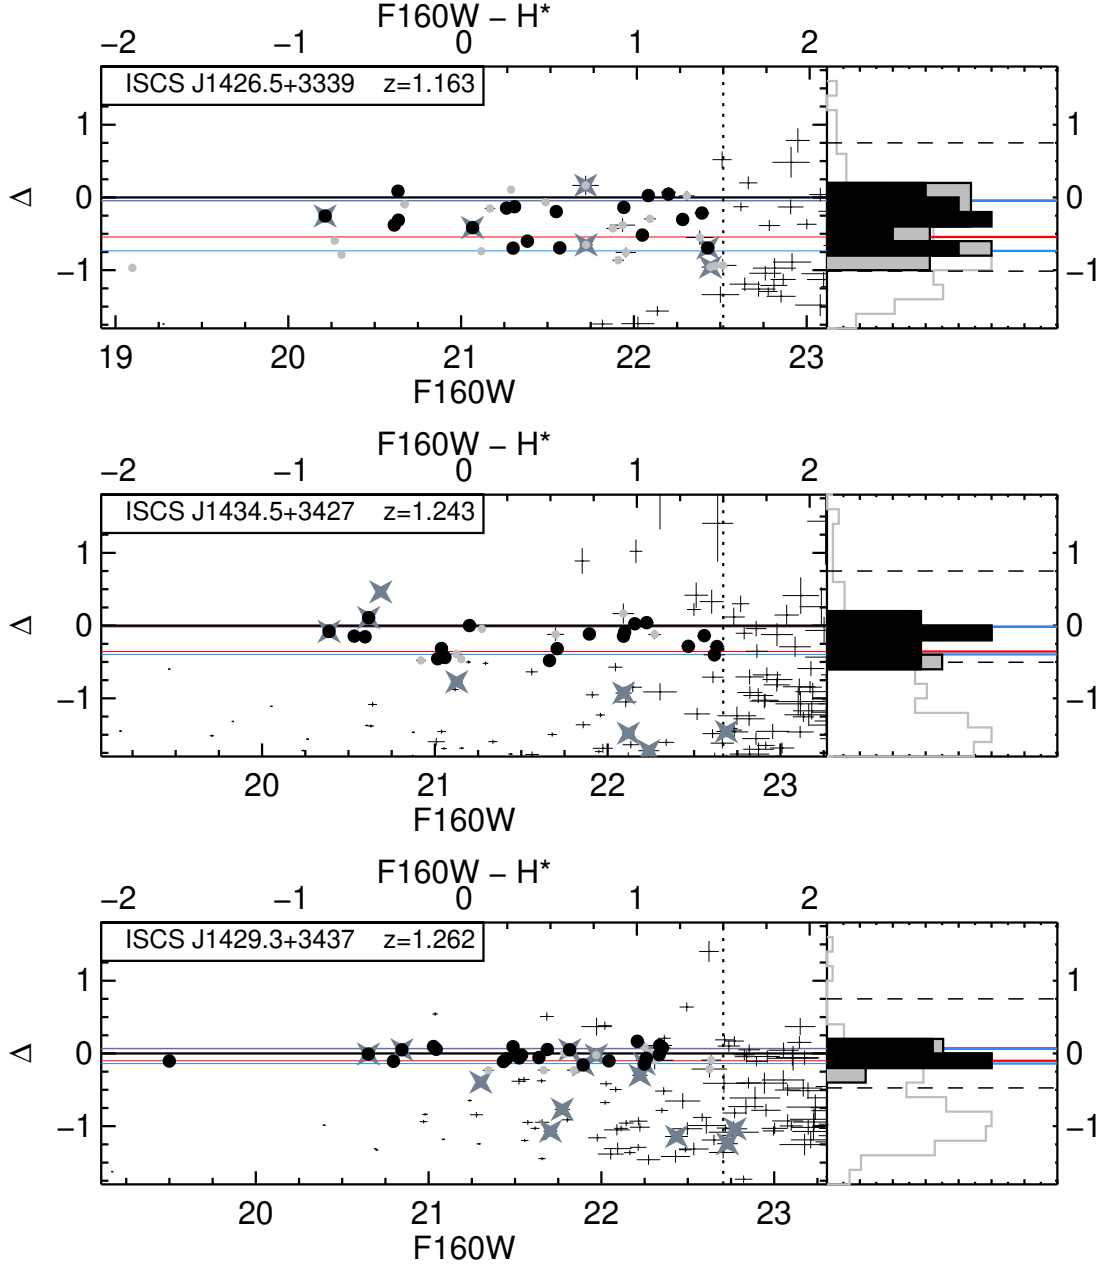 F160W – H*
–2 –1 0 1 2
ISCS J1426.5+3339 z=1.163
1 1
Δ 0 0
–1 –1
19 20 21 22 23
F160W
F160W – H*
–2 –1 0 1 2
ISCS J1434.5+3427 z=1.243
1 1
Δ 0 0
–1 –1
20 21 22 23
F160W
F160W – H*
–2 –1 0 1 2
ISCS J1429.3+3437 z=1.262
1 1
Δ 0 0
–1 –1
20 21 22 23
F160W